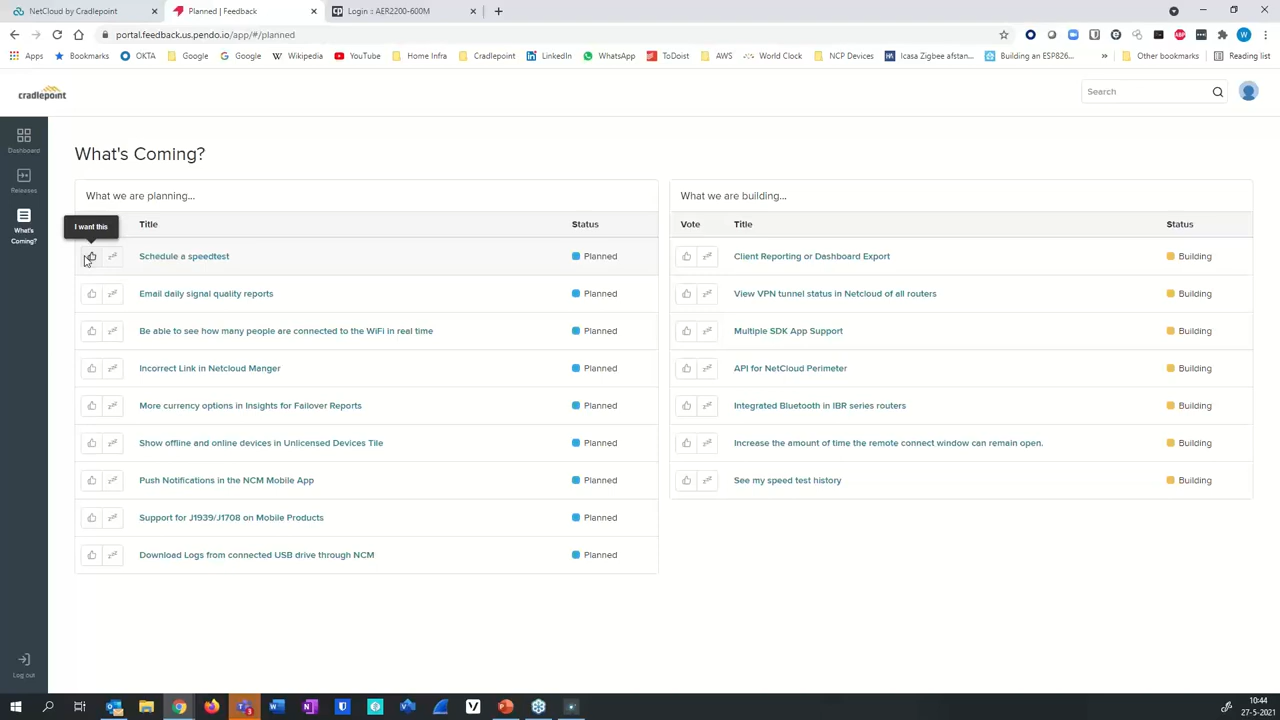 NetCloud by Cradlepoint
Planned | Feedback
Login :: AER2200-600M
portal.feedback.us.pendo.io/app/#/planned
Apps
Bookmarks
OKTA
Google
Google
Wikipedia
YouTube
Home Infra
Cradlepoint
LinkedIn
WhatsApp
ToDoist
AWS
World Clock
NCP Devices
Icasa Zigbee afstan...
Building an ESP826...
Other bookmarks
Reading list
cradlepoint
Search
Dashboard
Releases
What's
Coming?
Log out
What's Coming?
What we are planning...
I want this
Title
Status
Schedule a speedtest
Planned
Email daily signal quality reports
Planned
Be able to see how many people are connected to the WiFi in real time
Planned
Incorrect Link in Netcloud Manger
Planned
More currency options in Insights for Failover Reports
Planned
Show offline and online devices in Unlicensed Devices Tile
Planned
Push Notifications in the NCM Mobile App
Planned
Support for J1939/J1708 on Mobile Products
Planned
Download Logs from connected USB drive through NCM
Planned
What we are building...
Vote
Title
Status
Client Reporting or Dashboard Export
Building
View VPN tunnel status in Netcloud of all routers
Building
Multiple SDK App Support
Building
API for NetCloud Perimeter
Building
Integrated Bluetooth in IBR series routers
Building
Increase the amount of time the remote connect window can remain open.
Building
See my speed test history
Building
10:44
27-5-2021